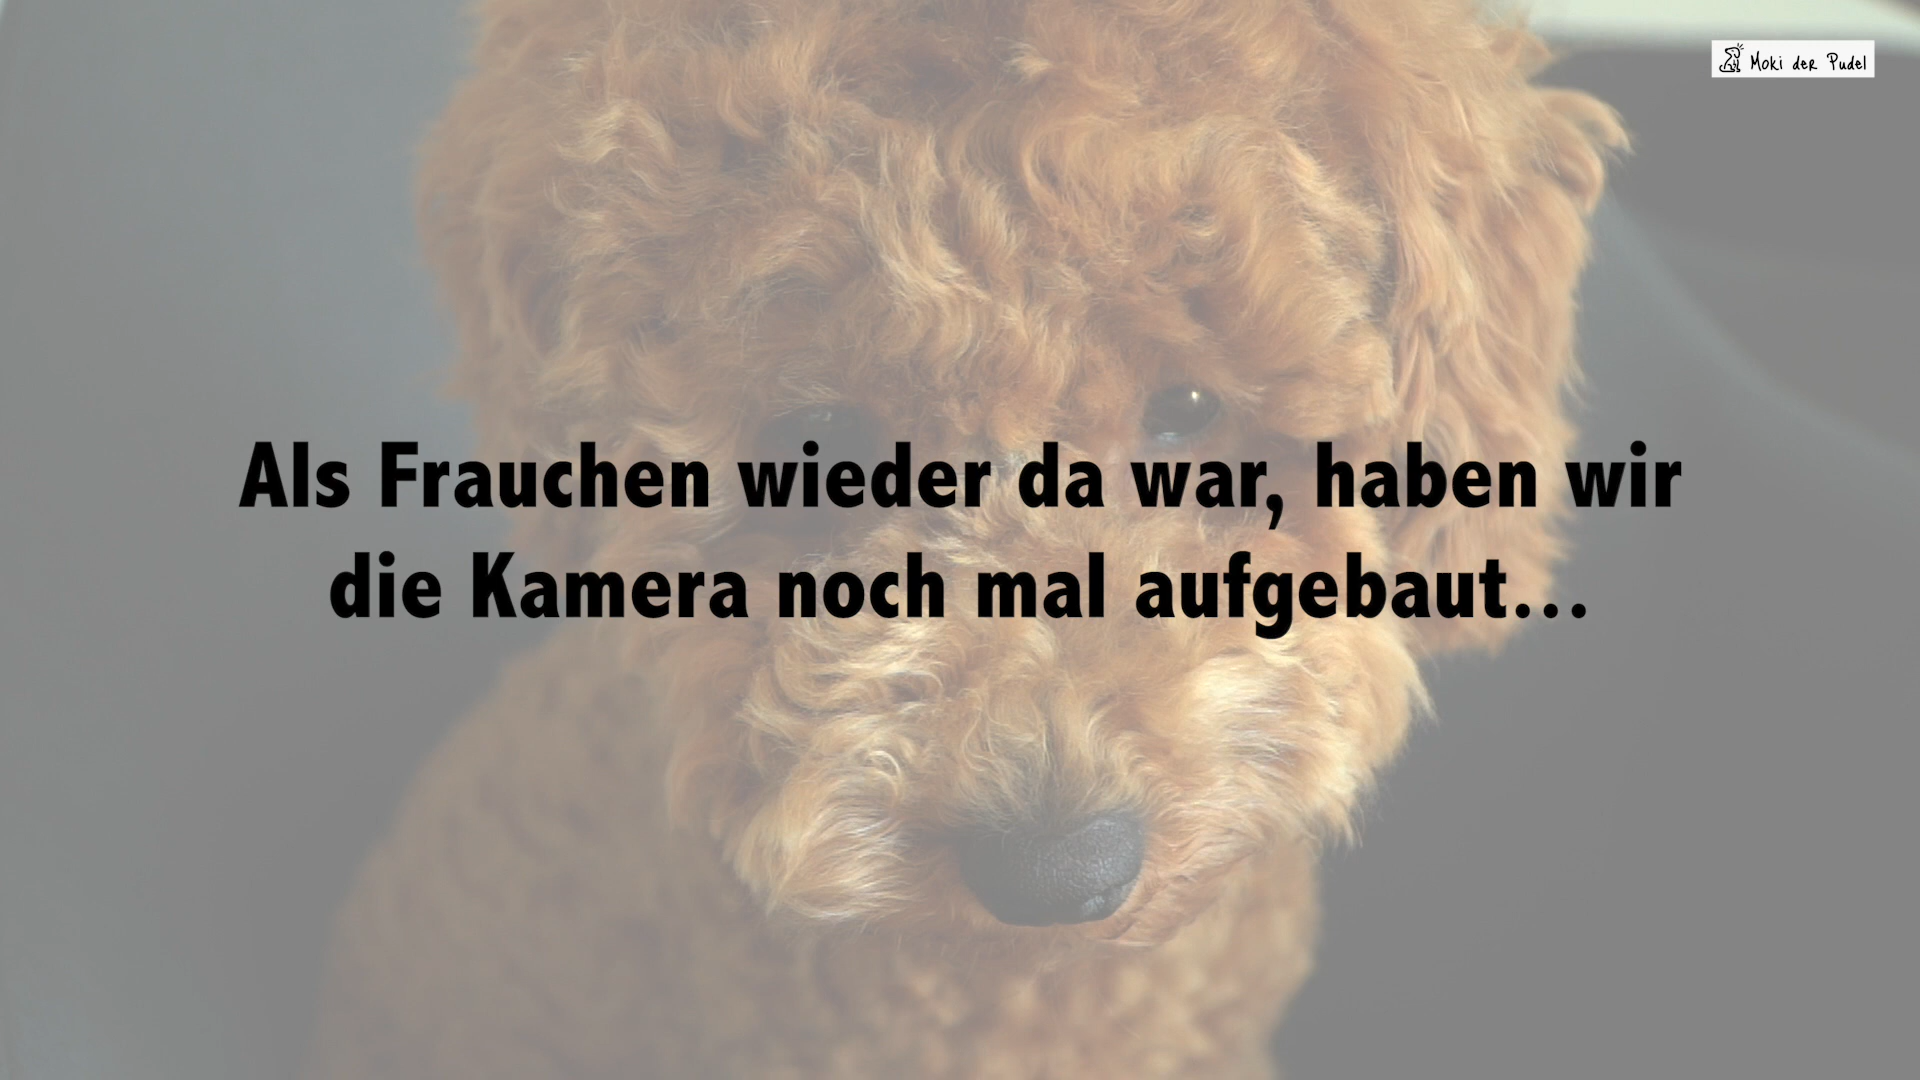 Moki der Pudel
Als Frauchen wieder da war, haben wir
die Kamera noch mal aufgebaut...